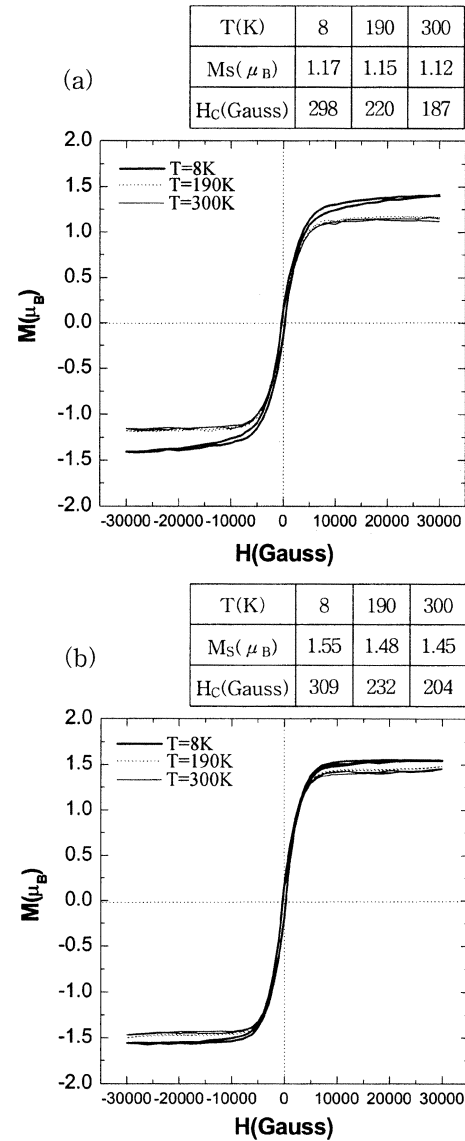 T(K) 8 190 300
(a) Ms(μB) 1.17 1.15 1.12
HC(Gauss) 298 220 187
2.0
T=8K
T=190K
T=300K
1.5
1.0
0.5
0.0
-0.5
-1.0
-1.5
-2.0
M(μB)
-30000 -20000 -10000 0 10000 20000 30000
H(Gauss)
T(K) 8 190 300
(b) MS(μB) 1.55 1.48 1.45
HC(Gauss) 309 232 204
2.0
T=8K
T=190K
T=300K
1.5
1.0
0.5
0.0
-0.5
-1.0
-1.5
-2.0
M(μB)
-30000 -20000 -10000 0 10000 20000 30000
H(Gauss)